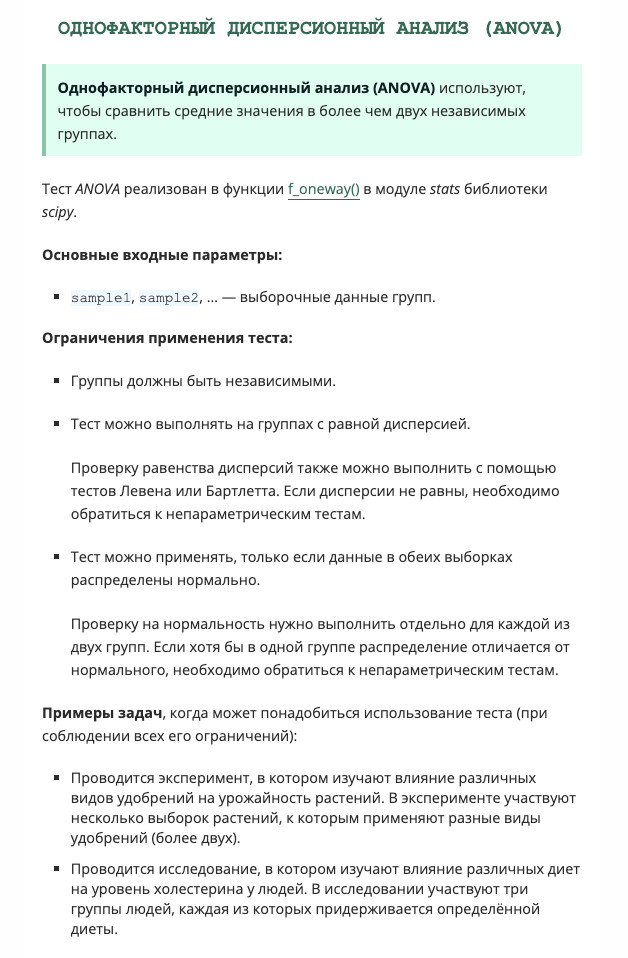 ОДНОФАКТОРНЫЙ ДИСПЕРСИОННЫЙ АНАЛИЗ (ANOVA)
Однофакторный дисперсионный анализ (ANOVA) используют,
чтобы сравнить средние значения в более чем двух независимых
группах.
Тест ANOVA реализован в функции f_oneway() в модуле stats библиотеки
scipy.
Основные входные параметры:
▪ sample1, sample2, ... — выборочные данные групп.
Ограничения применения теста:
▪ Группы должны быть независимыми.
▪ Тест можно выполнять на группах с равной дисперсией.
Проверку равенства дисперсий также можно выполнить с помощью
тестов Левена или Бартлетта. Если дисперсии не равны, необходимо
обратиться к непараметрическим тестам.
▪ Тест можно применять, только если данные в обеих выборках
распределены нормально.
Проверку на нормальность нужно выполнить отдельно для каждой из
двух групп. Если хотя бы в одной группе распределение отличается от
нормального, необходимо обратиться к непараметрическим тестам.
Примеры задач, когда может понадобиться использование теста (при
соблюдении всех его ограничений):
▪ Проводится эксперимент, в котором изучают влияние различных
видов удобрений на урожайность растений. В эксперименте участвуют
несколько выборок растений, к которым применяют разные виды
удобрений (более двух).
▪ Проводится исследование, в котором изучают влияние различных диет
на уровень холестерина у людей. В исследовании участвуют три
группы людей, каждая из которых придерживается определённой
диеты.